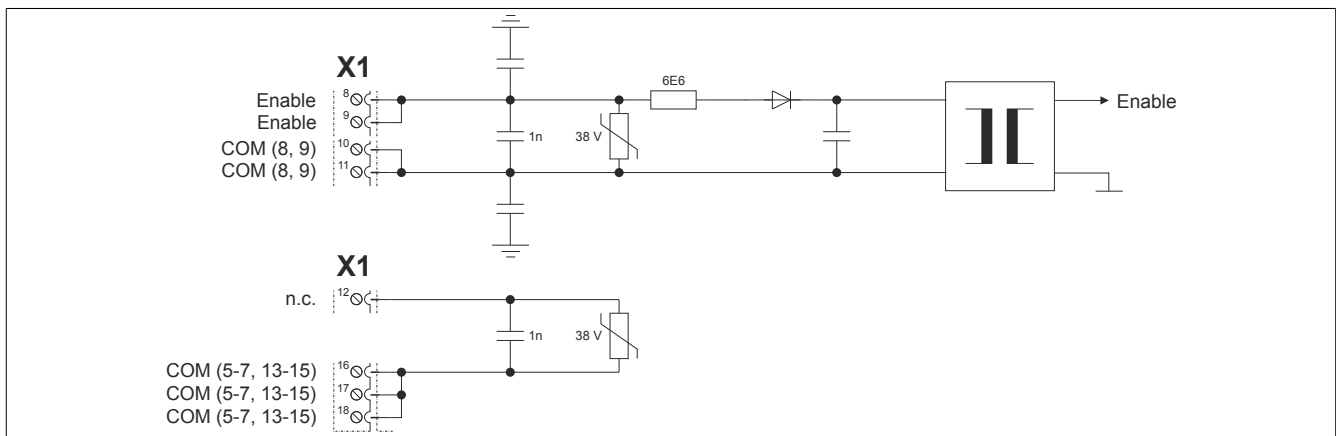 X1
Enable 8
Enable 9
COM (8, 9) 10
COM (8, 9) 11
1n
38 V
6E6
Enable
X1
n.c. 12
1n
38 V
COM (5-7, 13-15) 16
COM (5-7, 13-15) 17
COM (5-7, 13-15) 18